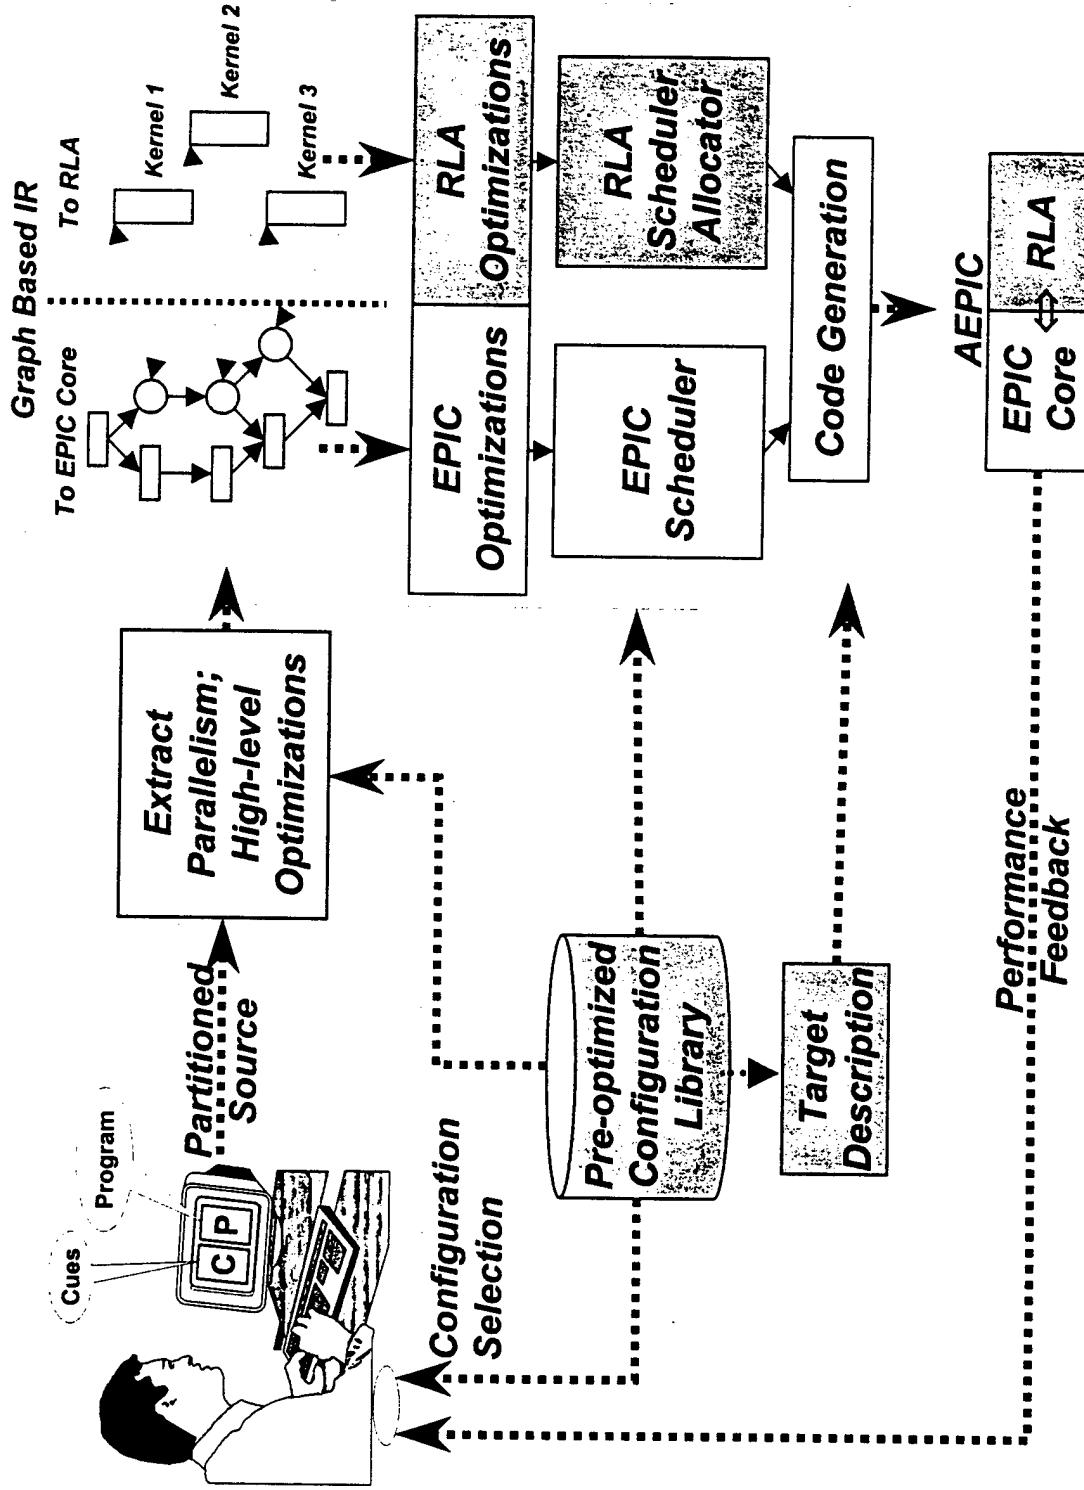 Graph Based IR
To EPIC Core
To RLA
Kernel 1
Kernel 2
Kernel 3
Cues
Program
C
P
Partitioned
Source
Extract
Parallelism;
High-level
Optimizations
EPIC
Optimizations
RLA
Optimizations
Configuration
Selection
Pre-optimized
Configuration
Library
EPIC
Scheduler
RLA
Scheduler
Allocator
Target
Description
Code Generation
AEPIC
EPIC
Core
RLA
Performance
Feedback